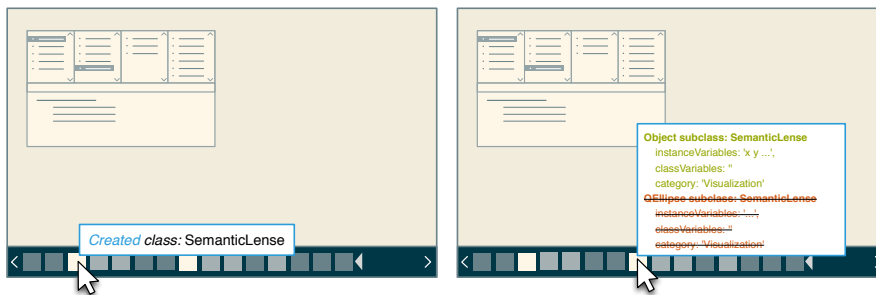 Created class: SemanticLense
Object subclass: SemanticLense
instanceVariables: 'x y ...',
classVariables: ''
category: 'Visualization'
QEllipse subclass: SemanticLense
instanceVariables: '...',
classVariables: ''
category: 'Visualization'